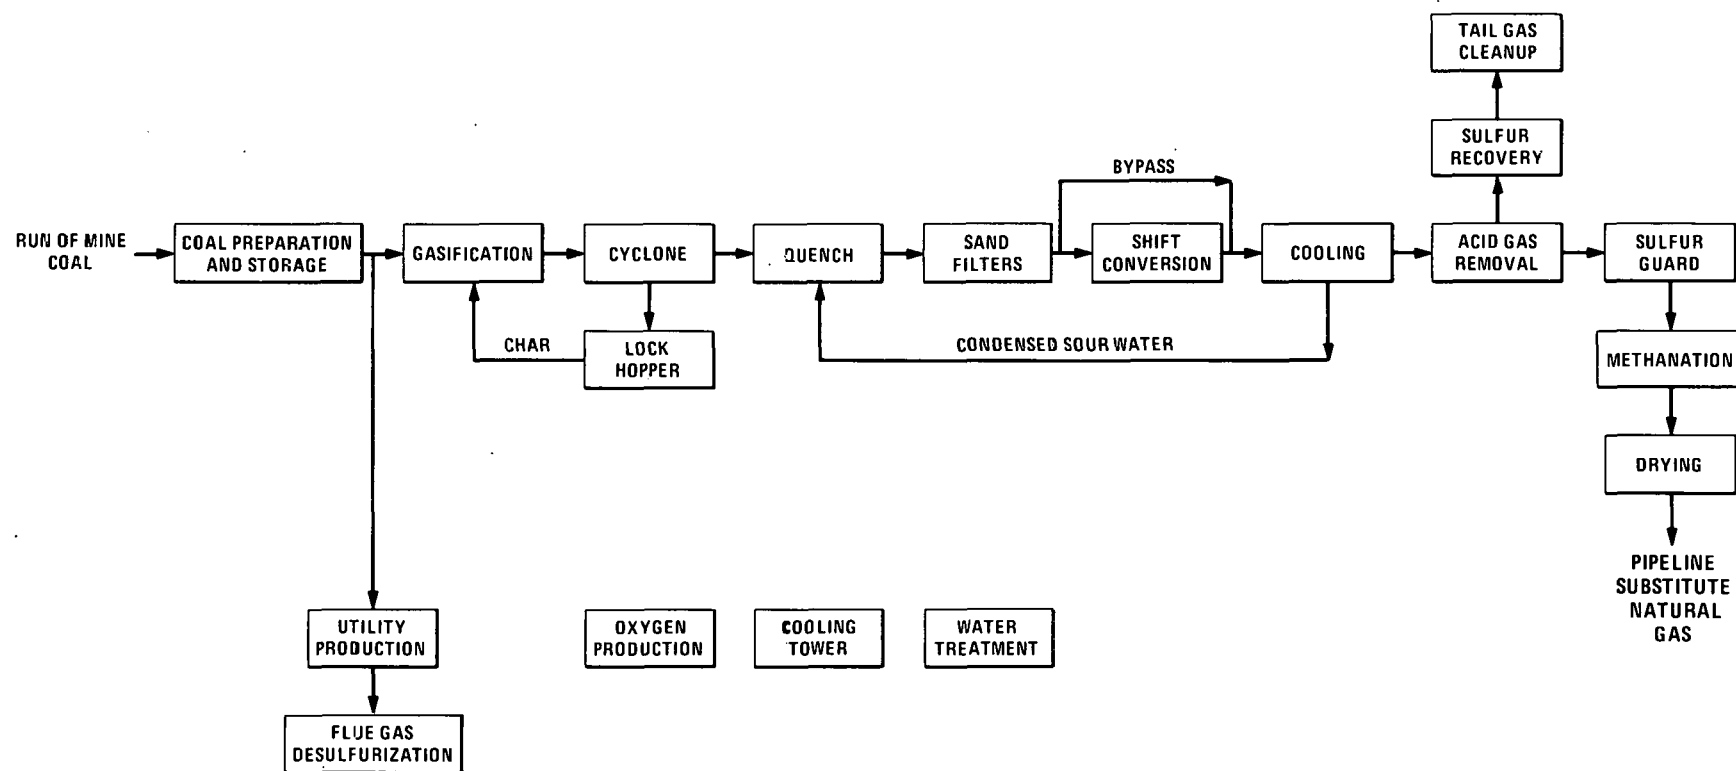 TAIL GAS
CLEANUP
SULFUR
RECOVERY
BYPASS
RUN OF MINE
COAL
COAL PREPARATION
AND STORAGE
GASIFICATION
CYCLONE
QUENCH
SAND
FILTERS
SHIFT
CONVERSION
COOLING
ACID GAS
REMOVAL
SULFUR
GUARD
CHAR
LOCK
HOPPER
CONDENSED SOUR WATER
METHANATION
DRYING
PIPELINE
SUBSTITUTE
NATURAL
GAS
UTILITY
PRODUCTION
OXYGEN
PRODUCTION
COOLING
TOWER
WATER
TREATMENT
FLUE GAS
DESULFURIZATION